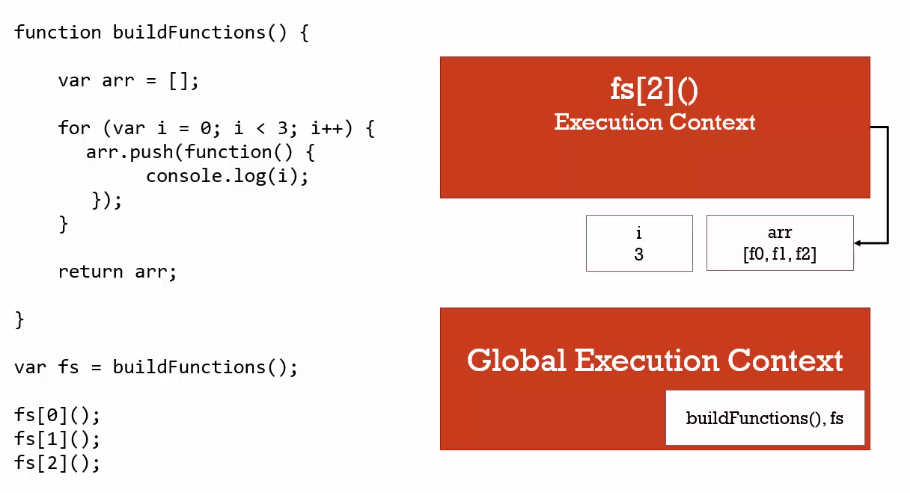 function buildFunctions() {
var arr = [];
for (var i = 0; i < 3; i++) {
arr.push(function() {
console.log(i);
});
}
return arr;
}
var fs = buildFunctions();
fs[0]();
fs[1]();
fs[2]();
fs[2]()
Execution Context
i
3
arr
[f0, f1, f2]
Global Execution Context
buildFunctions(), fs